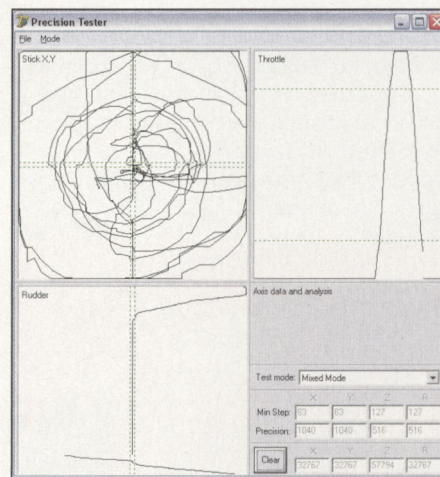 Precision Tester
File Mode
Stick X,Y
Throttle
Rudder
Axis data and analysis
Test mode: Mixed Mode
X Y Z R
Min Step: 63 63 127 127
Precision: 1040 1040 516 516
X Y Z R
Clear 32767 32767 57794 32767